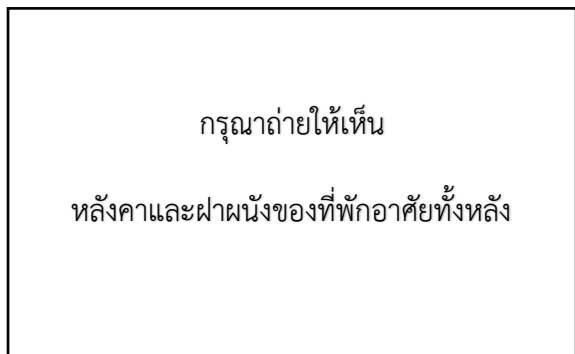 กรุณาถ่ายให้เห็น
หลังคาและฝาผนังของที่พักอาศัยทั้งหลัง